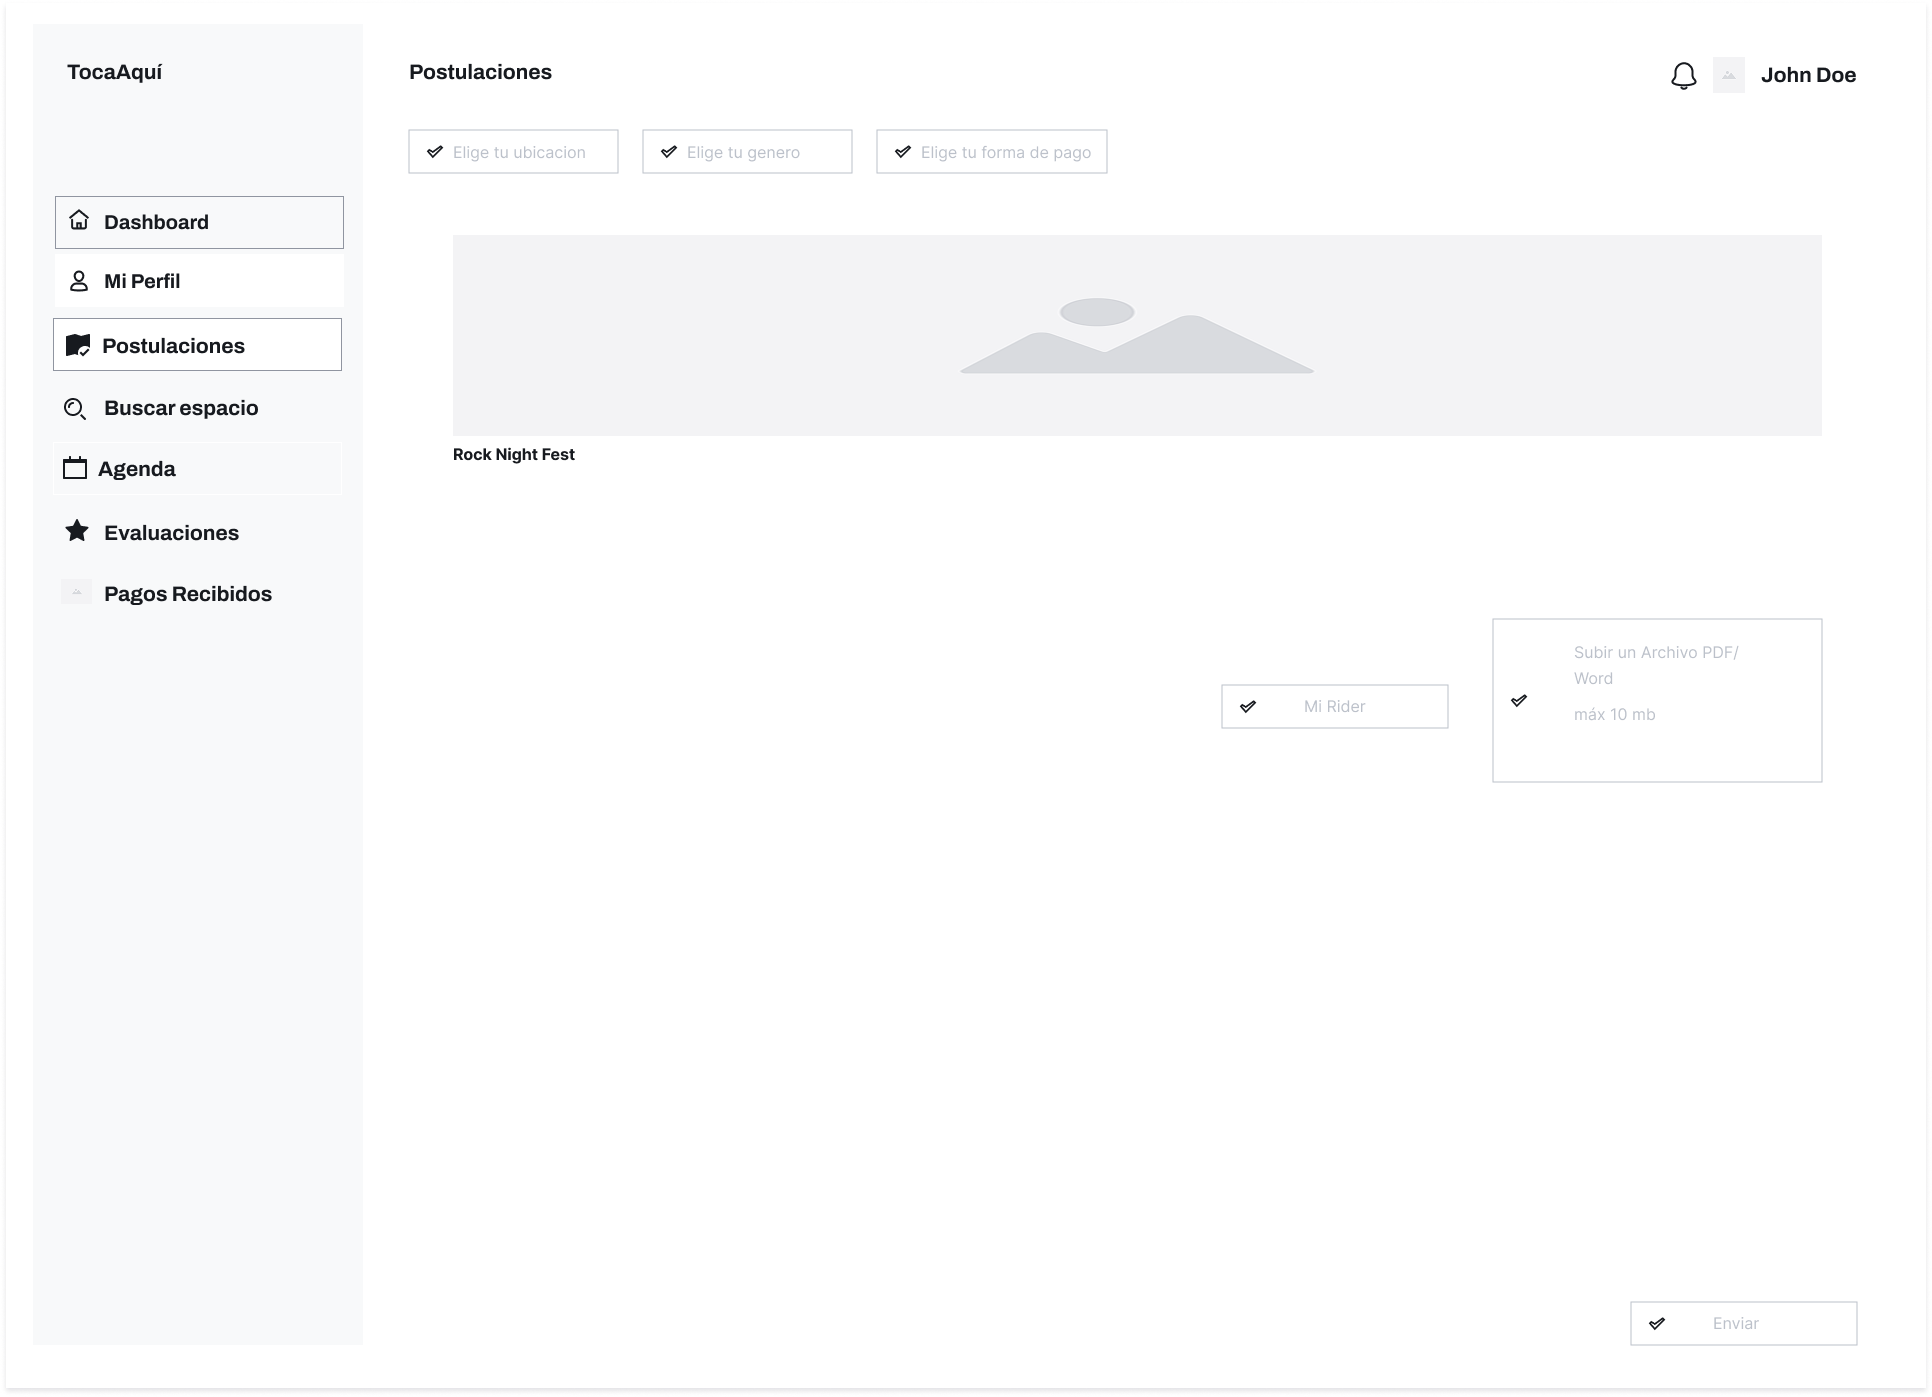 TocaAquí
Postulaciones
John Doe
Elige tu ubicacion
Elige tu genero
Elige tu forma de pago
Dashboard
Mi Perfil
Postulaciones
Buscar espacio
Agenda
Evaluaciones
Pagos Recibidos
Rock Night Fest
Mi Rider
Subir un Archivo PDF/
Word
máx 10 mb
Enviar